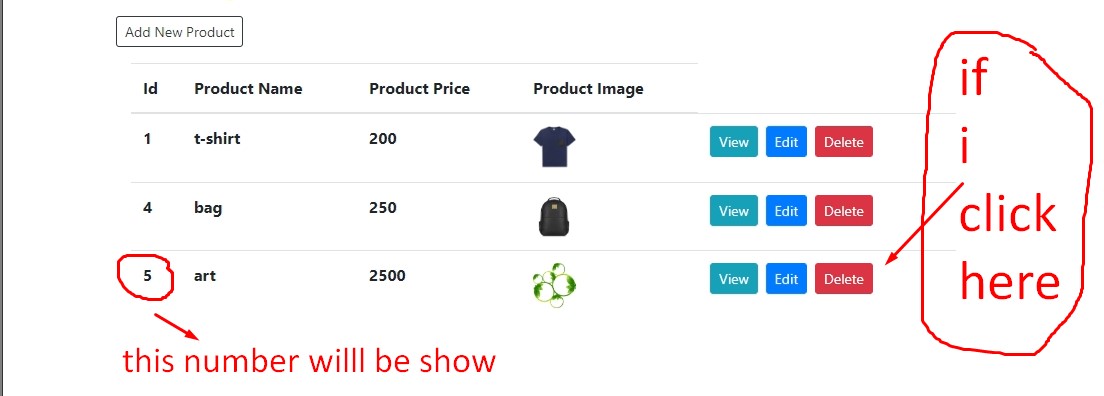 Add New Product
Id Product Name Product Price Product Image
1 t-shirt 200 View Edit Delete
4 bag 250 View Edit Delete
5 art 2500 View Edit Delete
this number willl be show
if
i
click
here